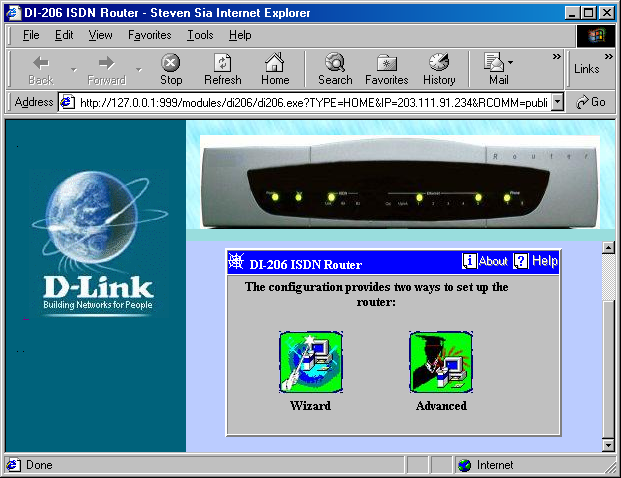 DI-206 ISDN Router - Steven Sia Internet Explorer
File Edit View Favorites Tools Help
Back Forward Stop Refresh Home Search Favorites History Mail » Links »
Address http://127.0.0.1:999/modules/di206/di206.exe?TYPE=HOME&IP=203.111.91.234&RCOMM=publi Go
Router
D-Link
Building Networks for People
DI-206 ISDN Router About Help
The configuration provides two ways to set up the
router:
Wizard Advanced
Done Internet